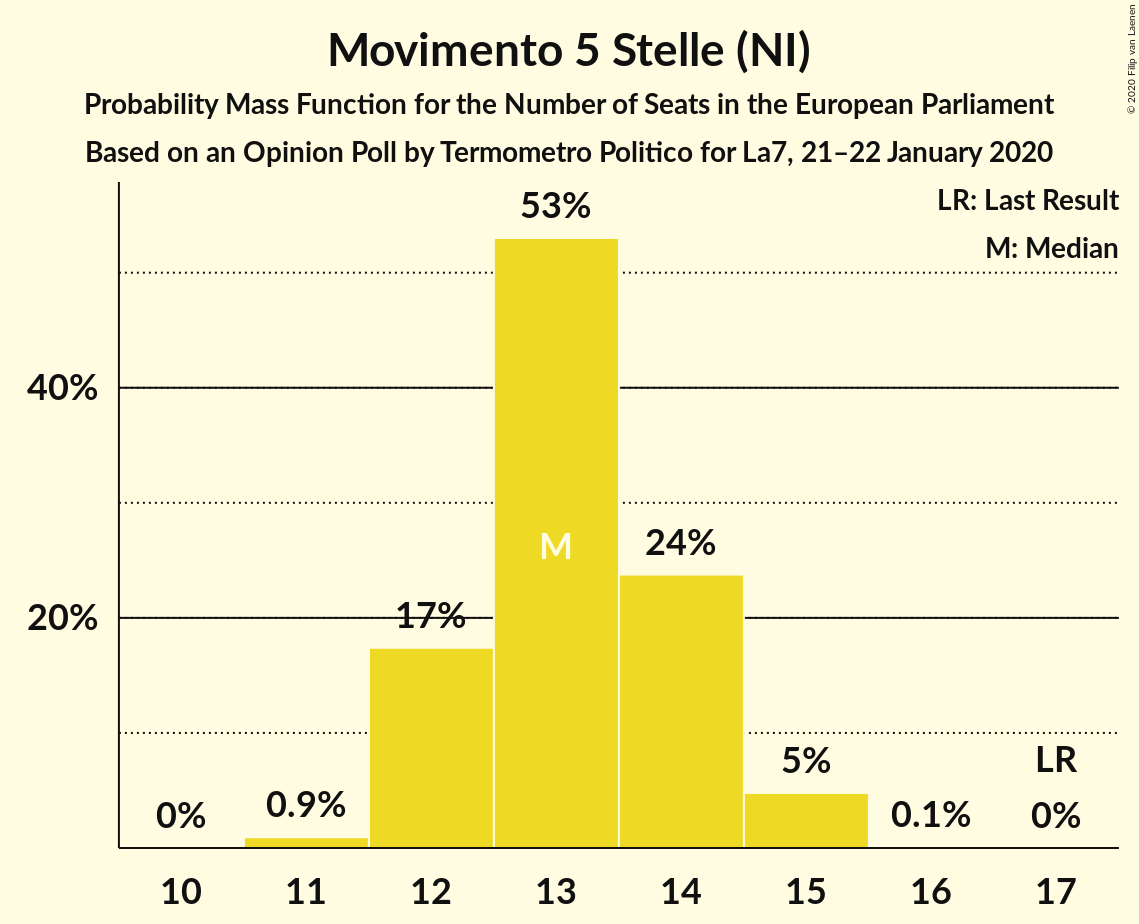 Movimento 5 Stelle (NI)
Probability Mass Function for the Number of Seats in the European Parliament
Based on an Opinion Poll by Termometro Politico for La7, 21–22 January 2020
© 2020 Filip van Laenen
LR: Last Result
M: Median
53%
40%
M
24%
20%
17%
LR
5%
0%
0.9%
0.1%
0%
10 11 12 13 14 15 16 17